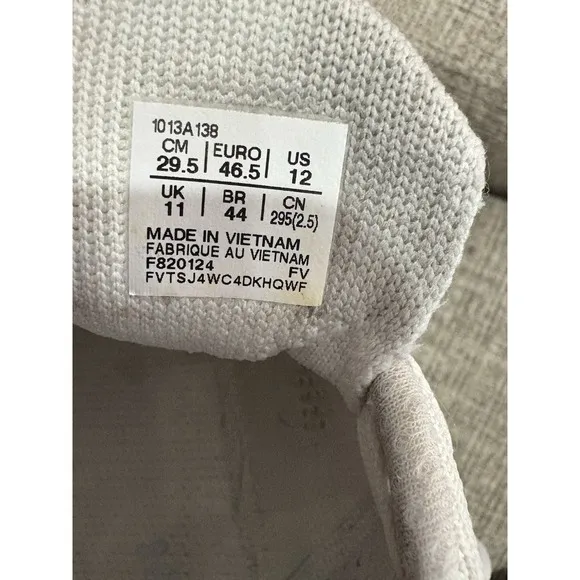 1013A138
CM EURO US
29.5 46.5 12
UK BR CN
11 44 295(2.5)
MADE IN VIETNAM
FABRIQUE AU VIETNAM
F820124 FV
FVTSJ4WC4DKHQWF